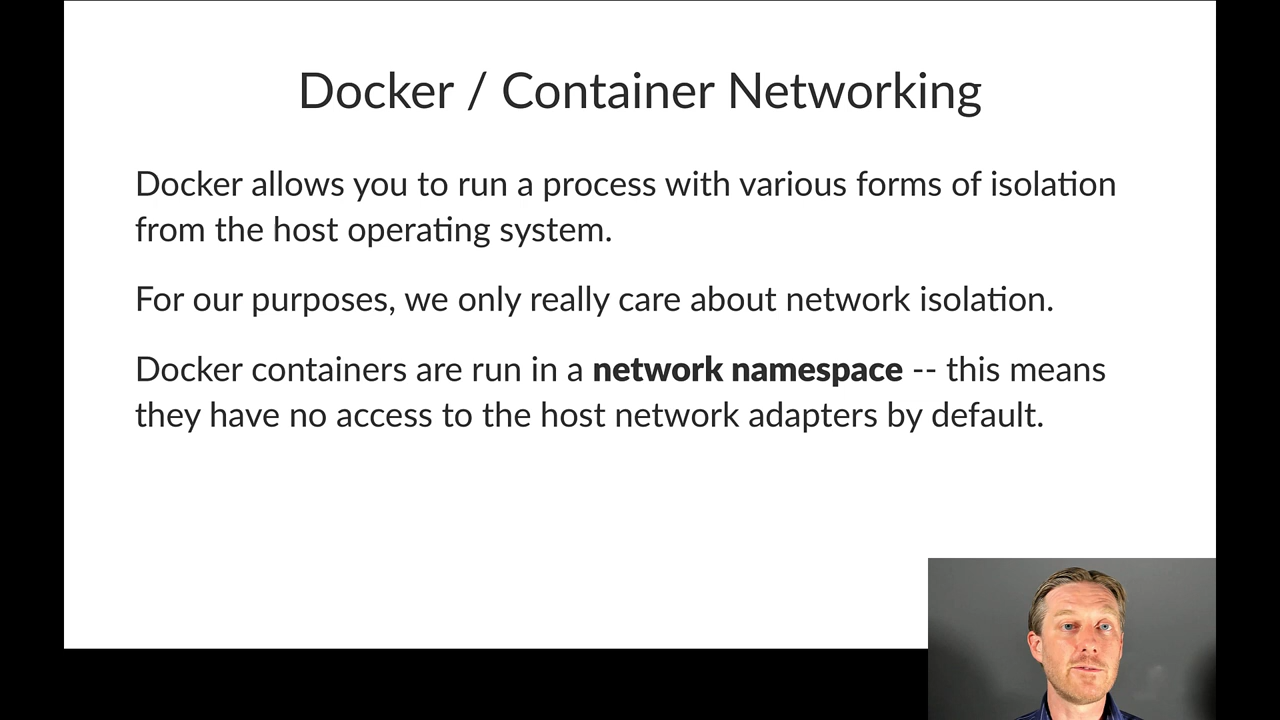 Docker / Container Networking
Docker allows you to run a process with various forms of isolation
from the host operating system.
For our purposes, we only really care about network isolation.
Docker containers are run in a network namespace -- this means
they have no access to the host network adapters by default.